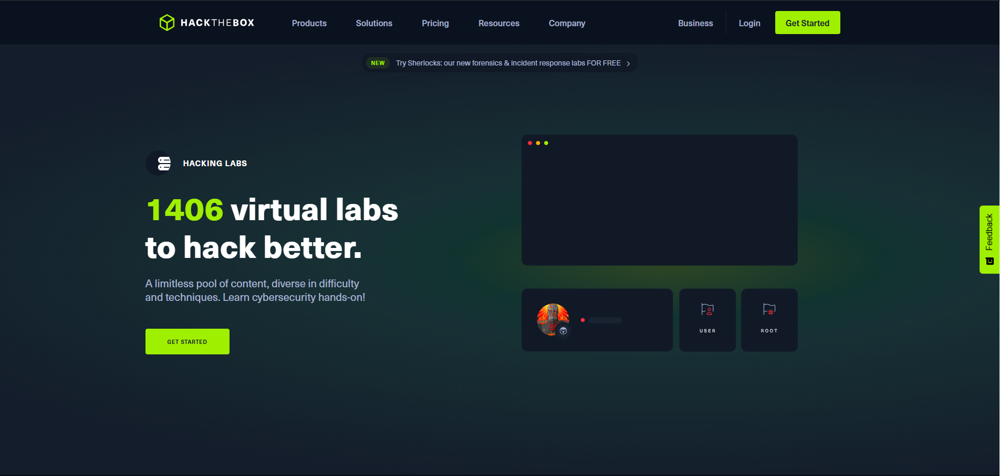 HACKTHEBOX
Products
Solutions
Pricing
Resources
Company
Business
Login
Get Started
NEW Try Sherlocks: our new forensics & incident response labs FOR FREE
HACKING LABS
1406 virtual labs
to hack better.
A limitless pool of content, diverse in difficulty
and techniques. Learn cybersecurity hands-on!
GET STARTED
USER
ROOT
Feedback